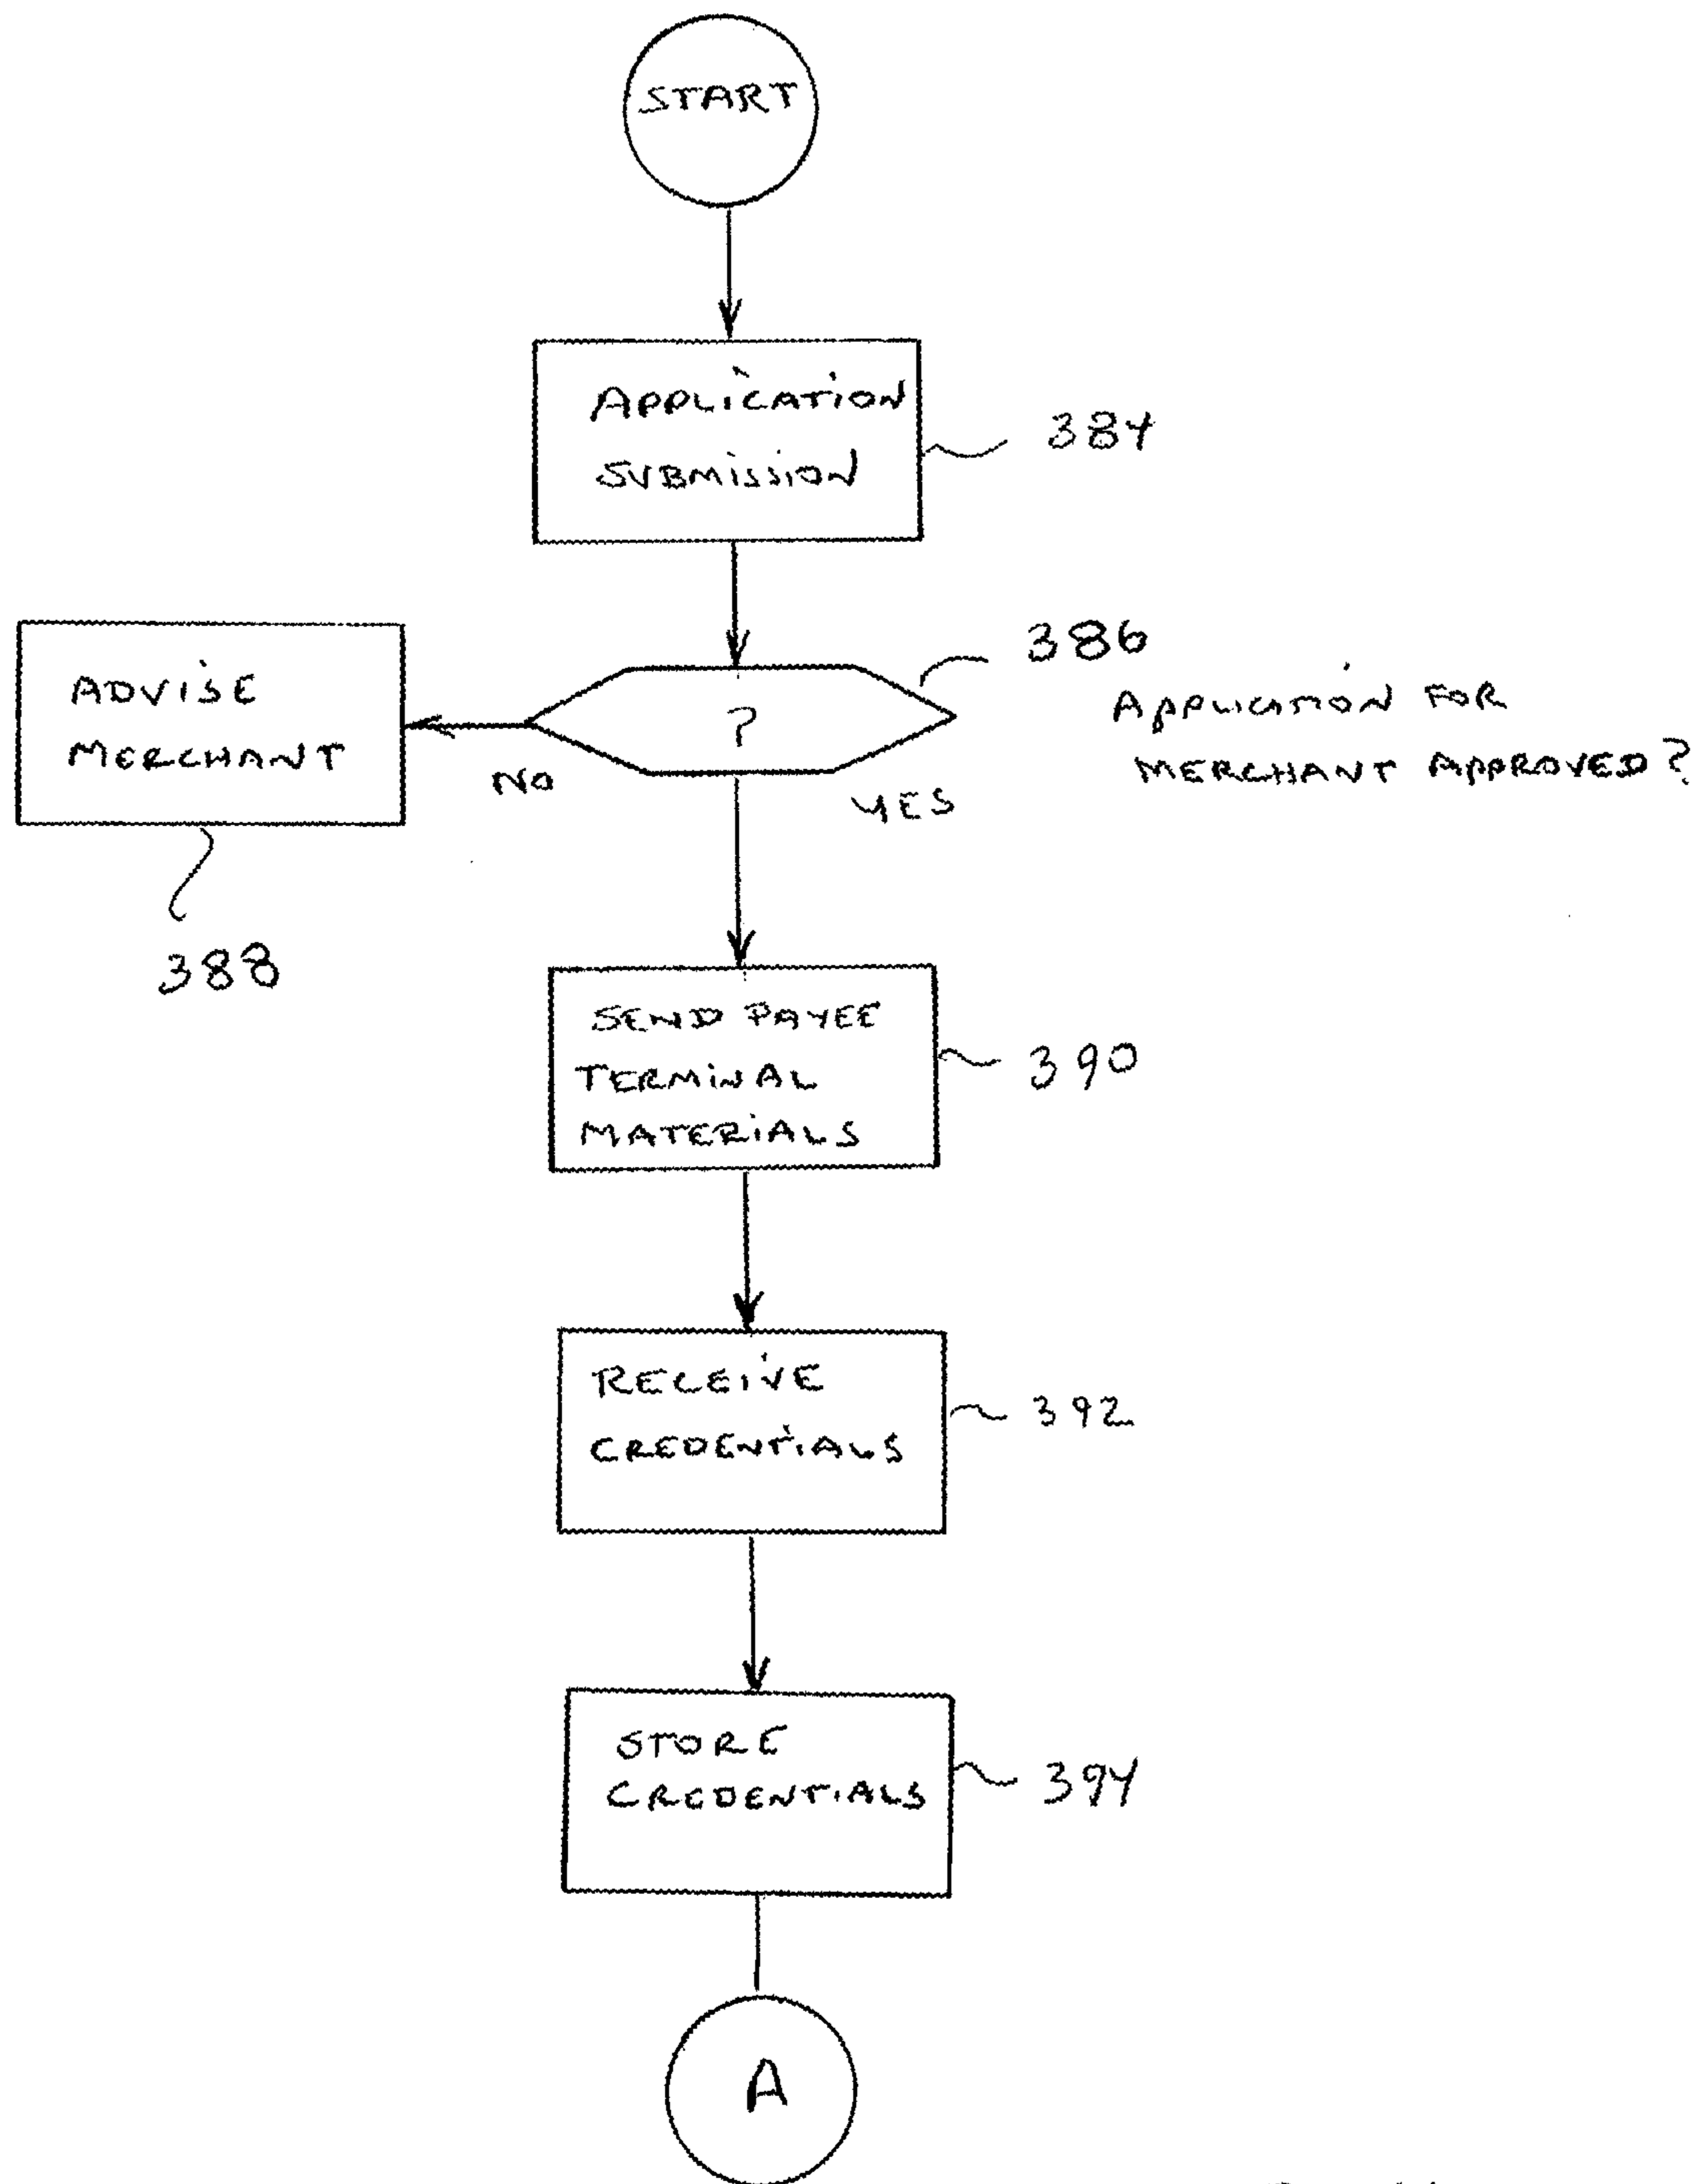 START
APPLICATION
SUBMISSION
384
386
APPLICATION FOR
MERCHANT APPROVED?
?
ADVISE
MERCHANT
NO
YES
388
SEND PAYEE
TERMINAL
MATERIALS
390
RECEIVE
CREDENTIALS
392
STORE
CREDENTIALS
394
A